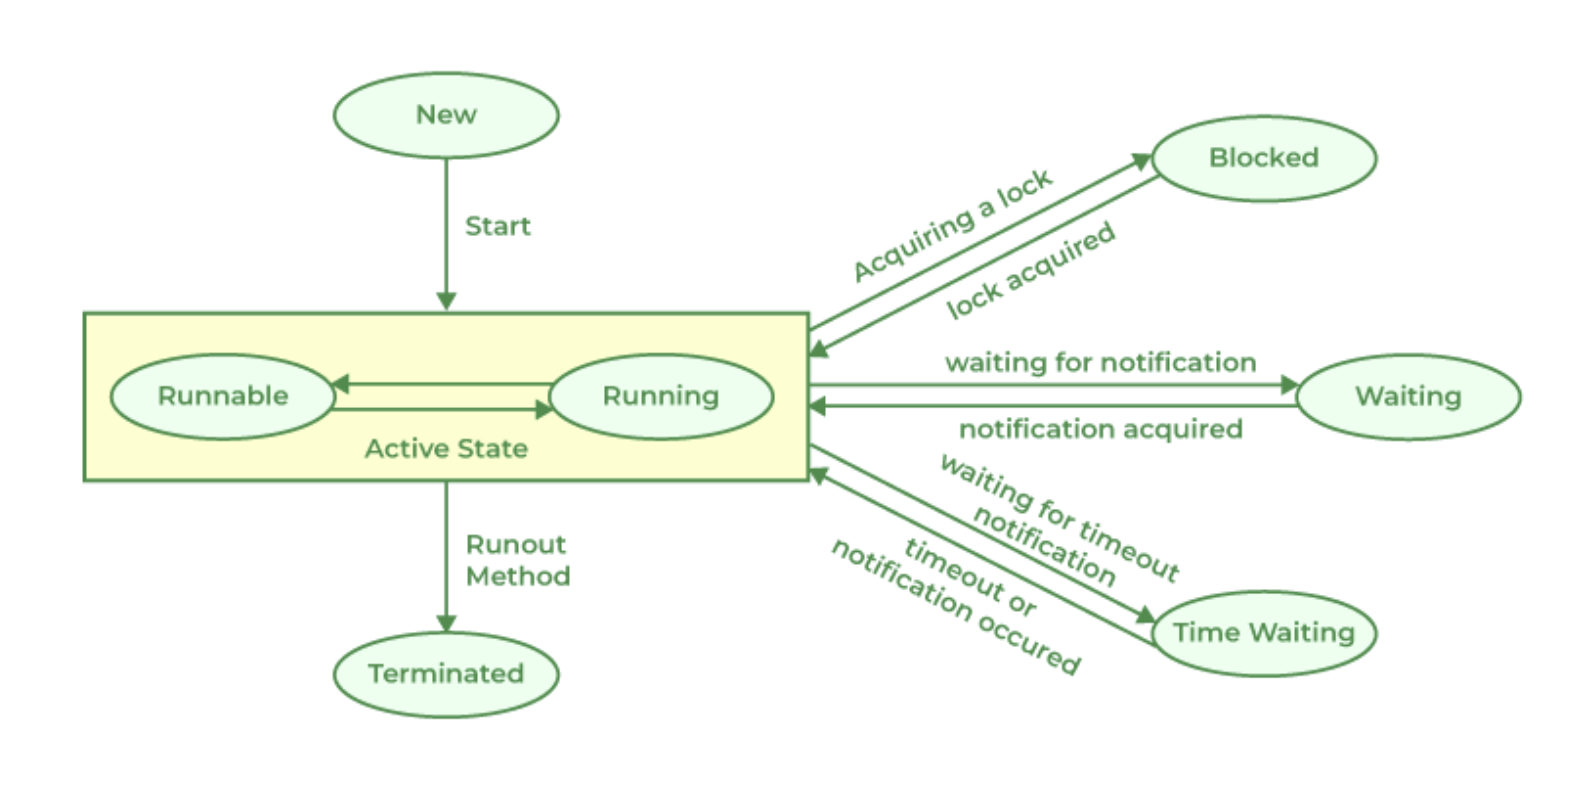 New
Start
Runnable
Running
Active State
Runout
Method
Terminated
Acquiring a lock
lock acquired
Blocked
waiting for notification
notification acquired
Waiting
waiting for timeout
notification
timeout or
notification occured
Time Waiting